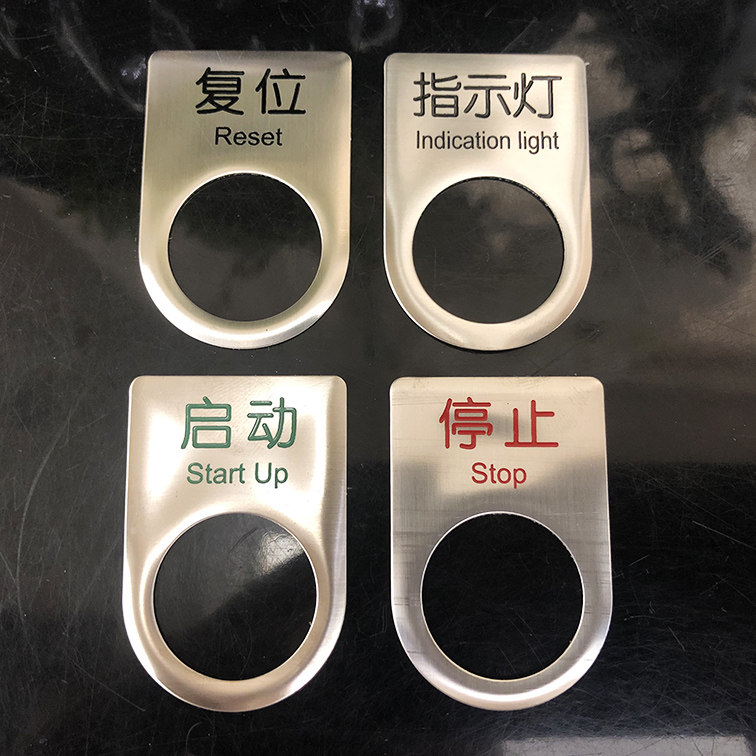 复位
Reset
指示灯
Indication light
启动
Start Up
停止
Stop